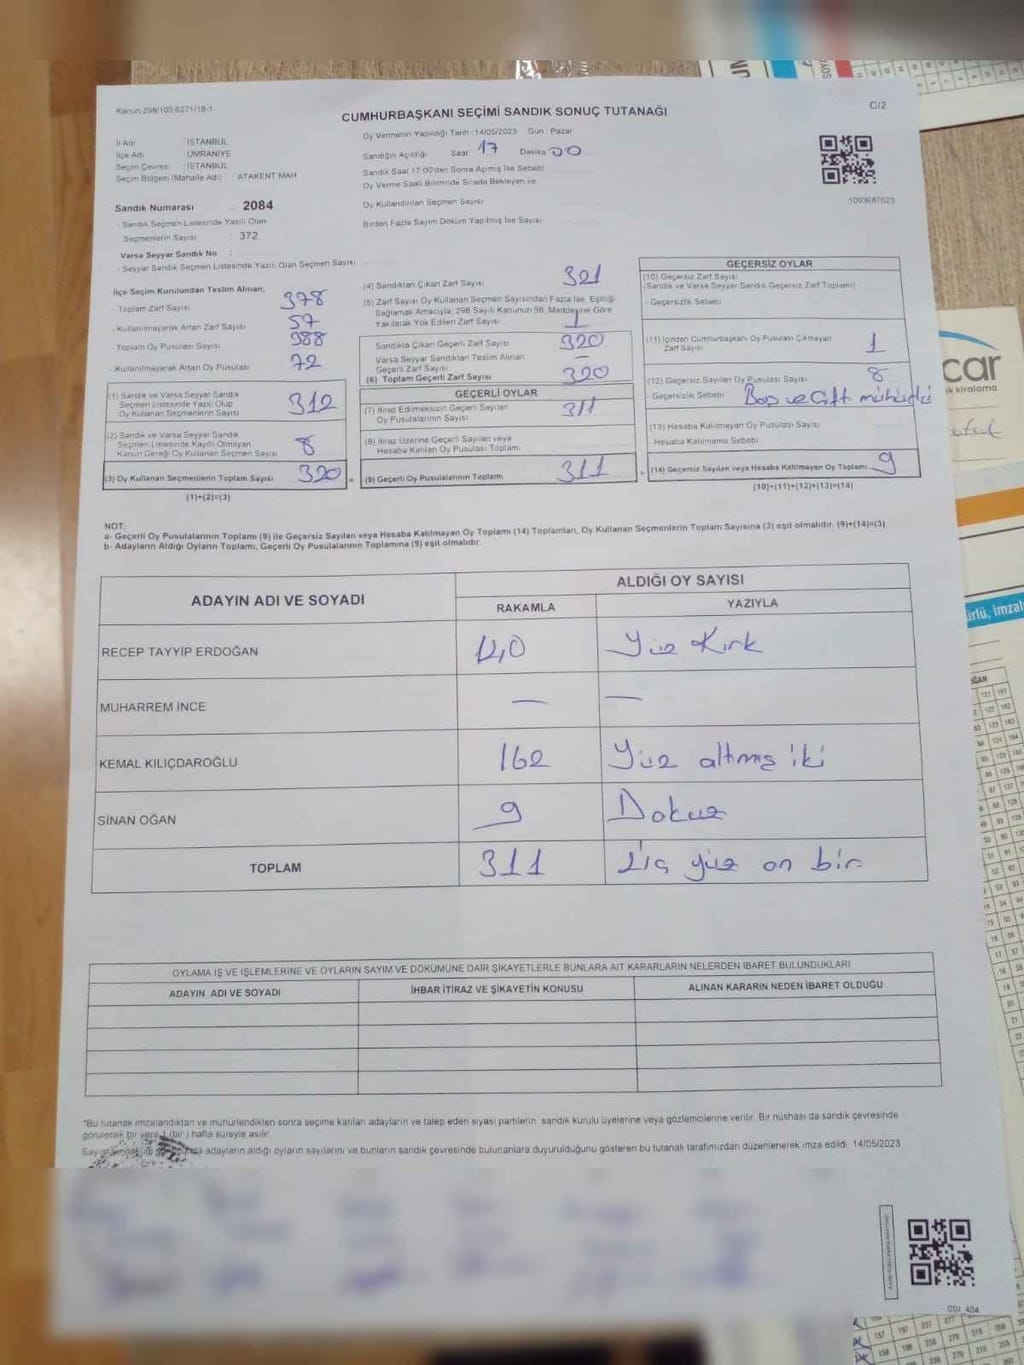 Kanun 298/105 6271/18-1
C/2
CUMHURBAŞKANI SEÇİMİ SANDIK SONUÇ TUTANAĞI
İl Adı : İSTANBUL
İlçe Adı : ÜMRANİYE
Seçim Çevresi : İSTANBUL
Seçim Bölgesi (Mahalle Adı) : ATAKENT MAH
Sandık Numarası : 2084
- Sandık Seçmen Listesinde Yazılı Olan
Seçmenlerin Sayısı : 372
Varsa Seyyar Sandık No :
- Seyyar Sandık Seçmen Listesinde Yazılı Olan Seçmen Sayısı
Oy Vermenin Yapıldığı Tarih : 14/05/2023 Gün : Pazar
Sandığın Açıldığı Saat 17 Dakika 00
Sandık Saat 17:00'den Sonra Açılmış İse Sebebi
Oy Verme Saati Bitiminde Sırada Bekleyen ve
Oy Kullandırılan Seçmen Sayısı
Birden Fazla Sayım Döküm Yapılmış İse Sayısı
1093687623
İlçe Seçim Kurulundan Teslim Alınan;
- Toplam Zarf Sayısı 378
- Kullanılmayarak Artan Zarf Sayısı 57
Toplam Oy Pusulası Sayısı 388
- Kullanılmayarak Artan Oy Pusulası 72
(1) Sandık ve Varsa Seyyar Sandık
Seçmen Listesinde Yazılı Olup
Oy Kullanan Seçmenlerin Sayısı 312
(2) Sandık ve Varsa Seyyar Sandık
Seçmen Listesinde Kayıtlı Olmayan
Kanun Gereği Oy Kullanan Seçmen Sayısı 8
(3) Oy Kullanan Seçmenlerin Toplam Sayısı 320
(1)+(2)=(3)
(4) Sandıktan Çıkan Zarf Sayısı 321
(5) Zarf Sayısı Oy Kullanan Seçmen Sayısından Fazla İse, Eşitliği
Sağlamak Amacıyla, 298 Sayılı Kanunun 98. Maddesine Göre
Yakılarak Yok Edilen Zarf Sayısı 1
Sandıkta Çıkan Geçerli Zarf Sayısı 320
Varsa Seyyar Sandıktan Teslim Alınan
Geçerli Zarf Sayısı —
(6) Toplam Geçerli Zarf Sayısı 320
GEÇERLİ OYLAR
(7) İtiraz Edilmeksizin Geçerli Sayılan
Oy Pusulalarının Sayısı 311
(8) İtiraz Üzerine Geçerli Sayılan veya
Hesaba Katılan Oy Pusulası Toplamı
(9) Geçerli Oy Pusulalarının Toplamı 311
GEÇERSİZ OYLAR
(10) Geçersiz Zarf Sayısı
(Sandık ve Varsa Seyyar Sandık Geçersiz Zarf Toplamı)
- Geçersizlik Sebebi
(11) İçinden Cumhurbaşkanı Oy Pusulası Çıkmayan
Zarf Sayısı 1
(12) Geçersiz Sayılan Oy Pusulası Sayısı 8
- Geçersizlik Sebebi Boş ve Çift mühürlü
(13) Hesaba Katılmayan Oy Pusulası Sayısı
- Hesaba Katılmama Sebebi
(14) Geçersiz Sayılan veya Hesaba Katılmayan Oy Toplamı 9
(10)+(11)+(12)+(13)=(14)
NOT:
a- Geçerli Oy Pusulalarının Toplamı (9) ile Geçersiz Sayılan veya Hesaba Katılmayan Oy Toplamı (14) Toplamları, Oy Kullanan Seçmenlerin Toplam Sayısına (3) eşit olmalıdır. (9)+(14)=(3)
b- Adayların Aldığı Oyların Toplamı, Geçerli Oy Pusulalarının Toplamına (9) eşit olmalıdır.
ADAYIN ADI VE SOYADI
ALDIĞI OY SAYISI
RAKAMLA YAZIYLA
RECEP TAYYİP ERDOĞAN 140 Yüz Kırk
MUHARREM İNCE — —
KEMAL KILIÇDAROĞLU 162 Yüz altmış iki
SİNAN OĞAN 9 Dokuz
TOPLAM 311 Üç yüz on bir
OYLAMA İŞ VE İŞLEMLERİNE VE OYLARIN SAYIM VE DÖKÜMÜNE DAİR ŞİKAYETLERLE BUNLARA AİT KARARLARIN NELERDEN İBARET BULUNDUKLARI
ADAYIN ADI VE SOYADI İHBAR İTİRAZ VE ŞİKAYETİN KONUSU ALINAN KARARIN NEDEN İBARET OLDUĞU
*Bu tutanak imzalandıktan ve mühürlendikten sonra seçime katılan adayların ve talep eden siyasi partilerin sandık kurulu üyelerine veya gözlemcilerine verilir. Bir nüshası da sandık çevresinde
görülecek bir yere 1 (bir) hafta süreyle asılır.
adayların aldığı oyların sayılarını ve bunların sandık çevresinde bulunanlara duyurulduğunu gösteren bu tutanak tarafımızdan düzenlenerek imza edildi. 14/05/2023
car
k kiralama
ürlü, imzal